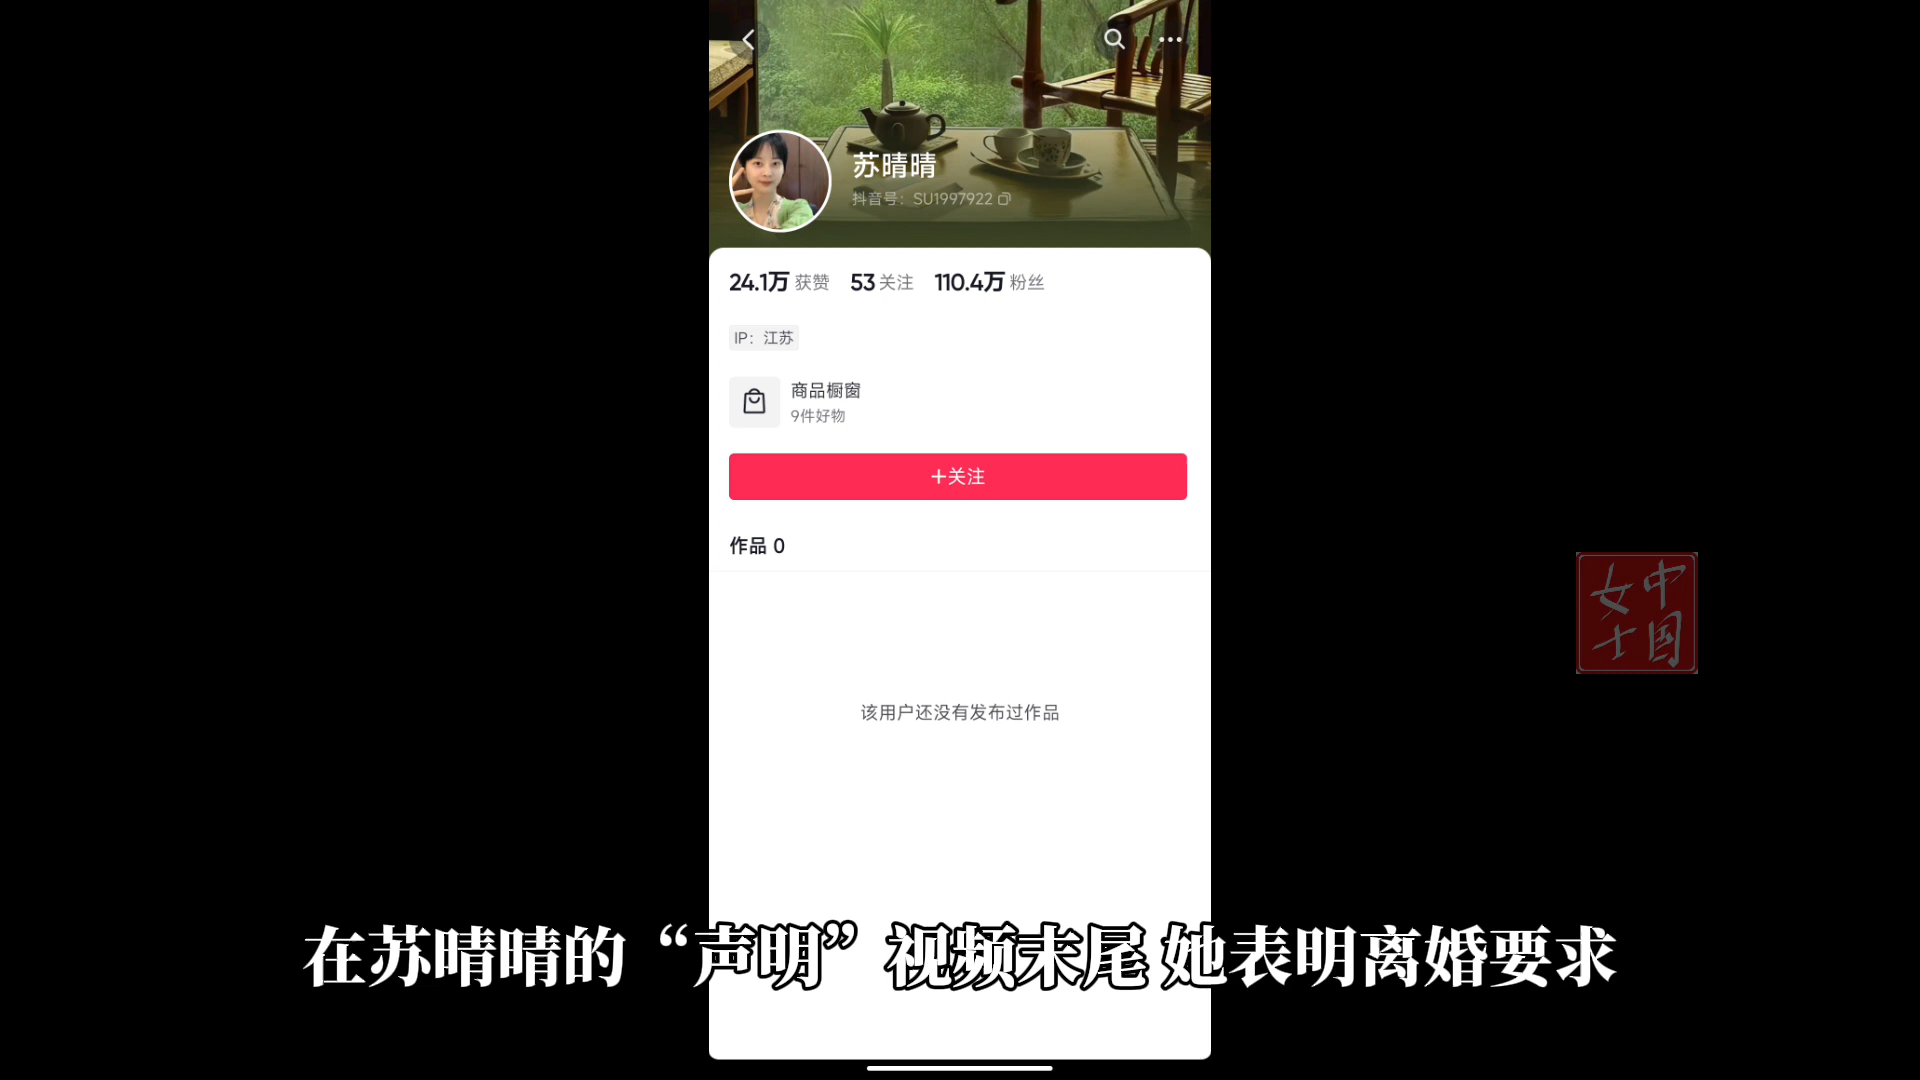 苏晴晴
抖音号：SU1997922
24.1万 获赞 53 关注 110.4万 粉丝
IP：江苏
商品橱窗
9件好物
+关注
作品 0
中国女士
该用户还没有发布过作品
在苏晴晴的“声明”视频末尾 她表明离婚要求